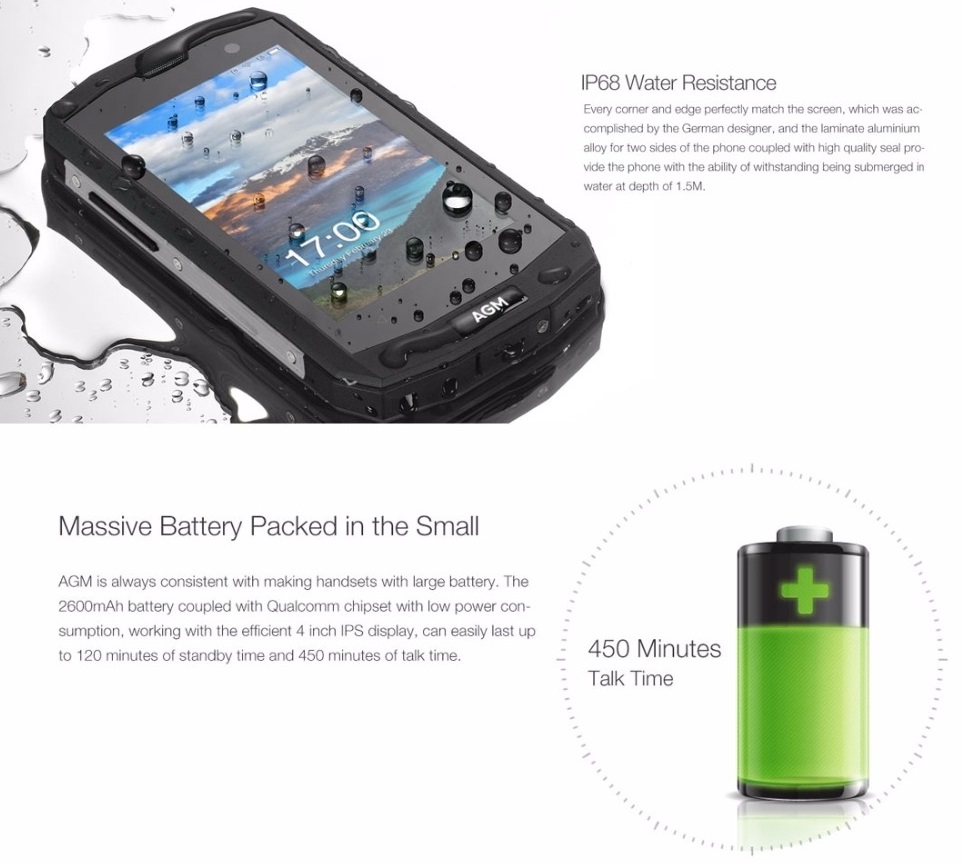 IP68 Water Resistance
Every corner and edge perfectly match the screen, which was ac-
complished by the German designer, and the laminate aluminium
alloy for two sides of the phone coupled with high quality seal pro-
vide the phone with the ability of withstanding being submerged in
water at depth of 1.5M.
17:00
Thursday February 23
AGM
Massive Battery Packed in the Small
AGM is always consistent with making handsets with large battery. The
2600mAh battery coupled with Qualcomm chipset with low power con-
sumption, working with the efficient 4 inch IPS display, can easily last up
to 120 minutes of standby time and 450 minutes of talk time.
450 Minutes
Talk Time